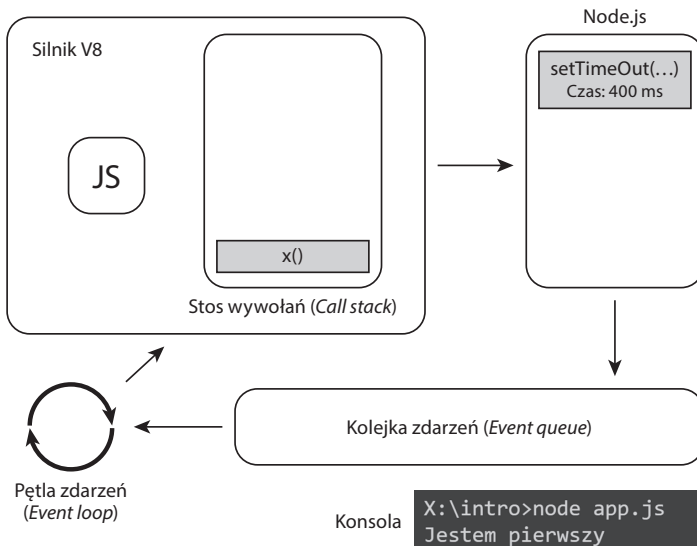 Node.js
Silnik V8
setTimeOut(…)
Czas: 400 ms
JS
x()
Stos wywołań (Call stack)
Kolejka zdarzeń (Event queue)
Pętla zdarzeń
(Event loop)
Konsola
X:\intro>node app.js
Jestem pierwszy